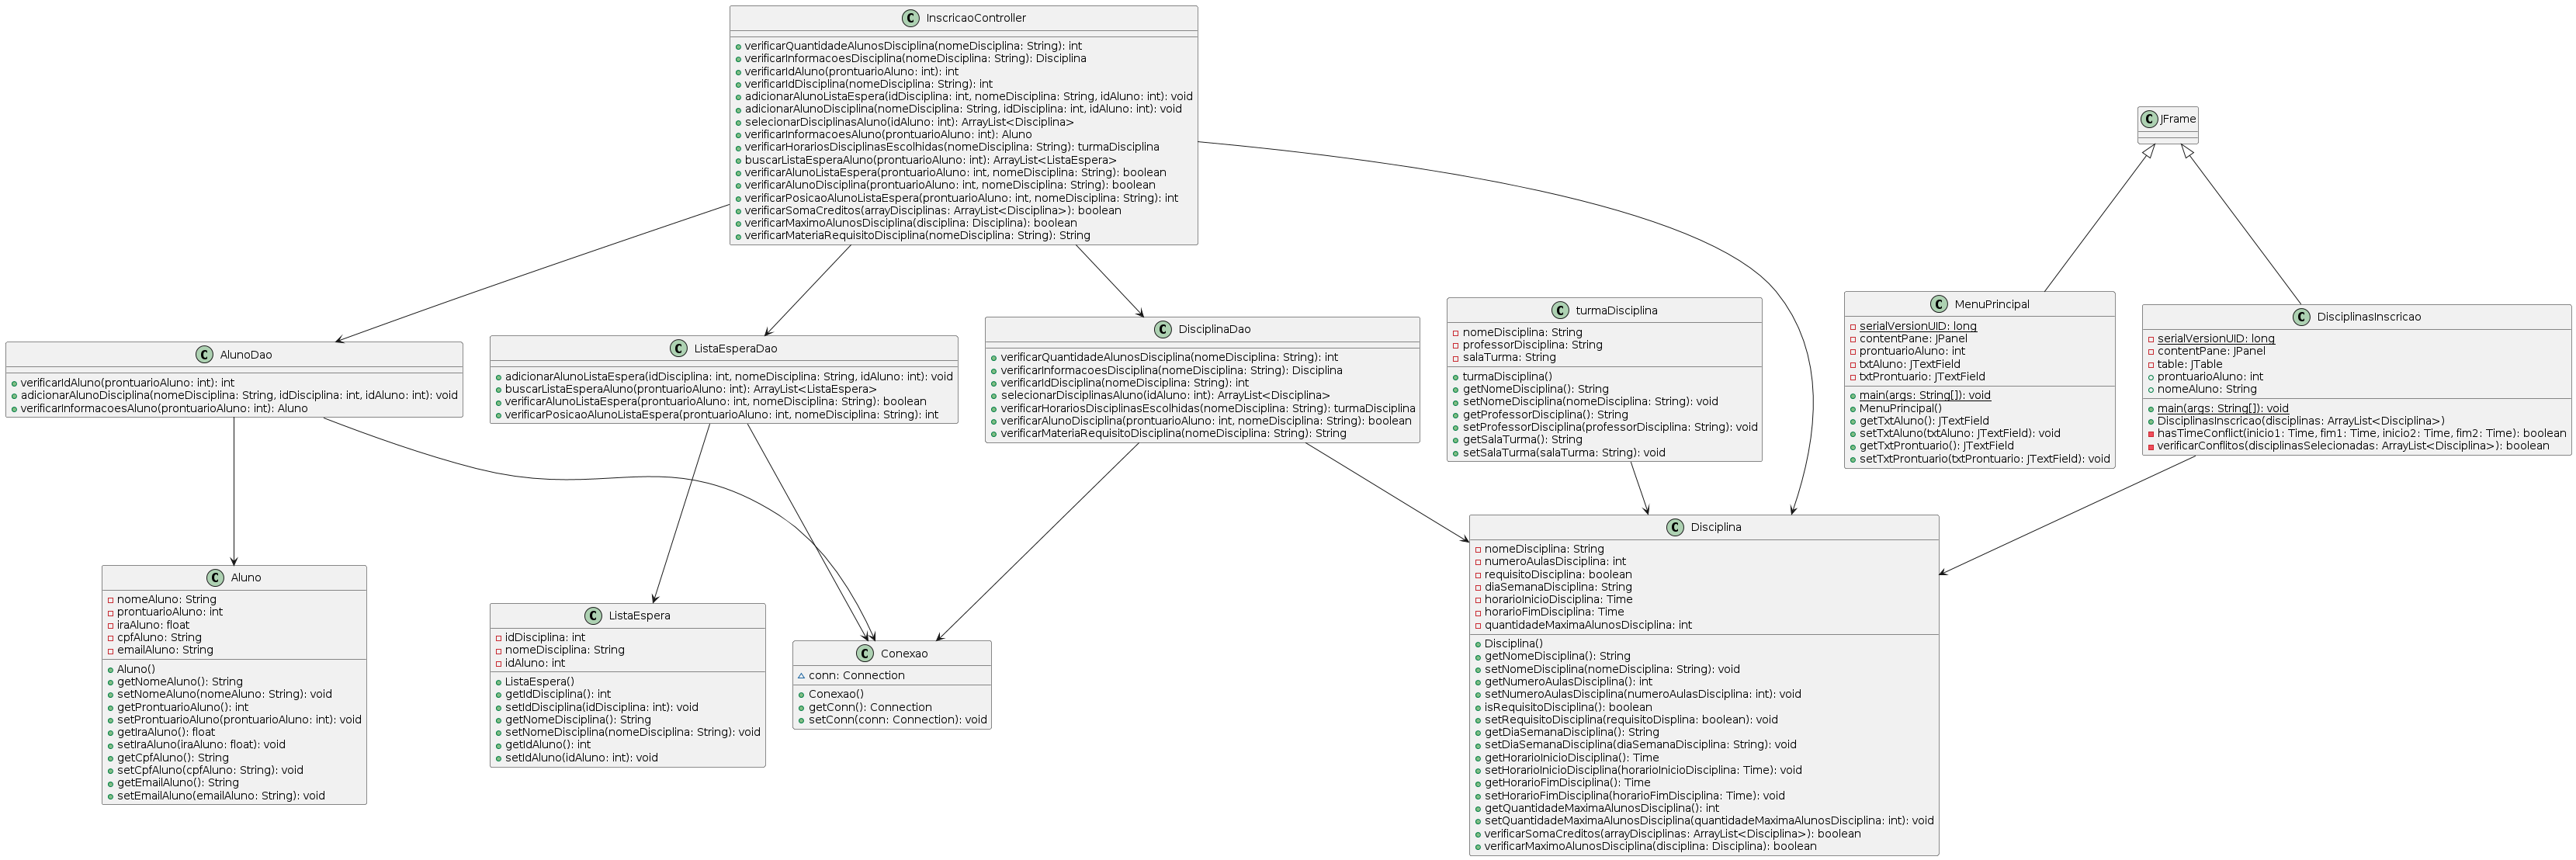 InscricaoController
verificarQuantidadeAlunosDisciplina(nomeDisciplina: String): int
verificarInformacoesDisciplina(nomeDisciplina: String): Disciplina
verificarIdAluno(prontuarioAluno: int): int
verificarIdDisciplina(nomeDisciplina: String): int
adicionarAlunoListaEspera(idDisciplina: int, nomeDisciplina: String, idAluno: int): void
adicionarAlunoDisciplina(nomeDisciplina: String, idDisciplina: int, idAluno: int): void
selecionarDisciplinasAluno(idAluno: int): ArrayList<Disciplina>
verificarInformacoesAluno(prontuarioAluno: int): Aluno
verificarHorariosDisciplinasEscolhidas(nomeDisciplina: String): turmaDisciplina
buscarListaEsperaAluno(prontuarioAluno: int): ArrayList<ListaEspera>
verificarAlunoListaEspera(prontuarioAluno: int, nomeDisciplina: String): boolean
verificarAlunoDisciplina(prontuarioAluno: int, nomeDisciplina: String): boolean
verificarPosicaoAlunoListaEspera(prontuarioAluno: int, nomeDisciplina: String): int
verificarSomaCreditos(arrayDisciplinas: ArrayList<Disciplina>): boolean
verificarMaximoAlunosDisciplina(disciplina: Disciplina): boolean
verificarMateriaRequisitoDisciplina(nomeDisciplina: String): String
JFrame
AlunoDao
verificarIdAluno(prontuarioAluno: int): int
adicionarAlunoDisciplina(nomeDisciplina: String, idDisciplina: int, idAluno: int): void
verificarInformacoesAluno(prontuarioAluno: int): Aluno
ListaEsperaDao
adicionarAlunoListaEspera(idDisciplina: int, nomeDisciplina: String, idAluno: int): void
buscarListaEsperaAluno(prontuarioAluno: int): ArrayList<ListaEspera>
verificarAlunoListaEspera(prontuarioAluno: int, nomeDisciplina: String): boolean
verificarPosicaoAlunoListaEspera(prontuarioAluno: int, nomeDisciplina: String): int
DisciplinaDao
verificarQuantidadeAlunosDisciplina(nomeDisciplina: String): int
verificarInformacoesDisciplina(nomeDisciplina: String): Disciplina
verificarIdDisciplina(nomeDisciplina: String): int
selecionarDisciplinasAluno(idAluno: int): ArrayList<Disciplina>
verificarHorariosDisciplinasEscolhidas(nomeDisciplina: String): turmaDisciplina
verificarAlunoDisciplina(prontuarioAluno: int, nomeDisciplina: String): boolean
verificarMateriaRequisitoDisciplina(nomeDisciplina: String): String
turmaDisciplina
nomeDisciplina: String
professorDisciplina: String
salaTurma: String
turmaDisciplina()
getNomeDisciplina(): String
setNomeDisciplina(nomeDisciplina: String): void
getProfessorDisciplina(): String
setProfessorDisciplina(professorDisciplina: String): void
getSalaTurma(): String
setSalaTurma(salaTurma: String): void
MenuPrincipal
serialVersionUID: long
contentPane: JPanel
prontuarioAluno: int
txtAluno: JTextField
txtProntuario: JTextField
main(args: String[]): void
MenuPrincipal()
getTxtAluno(): JTextField
setTxtAluno(txtAluno: JTextField): void
getTxtProntuario(): JTextField
setTxtProntuario(txtProntuario: JTextField): void
DisciplinasInscricao
serialVersionUID: long
contentPane: JPanel
table: JTable
prontuarioAluno: int
nomeAluno: String
main(args: String[]): void
DisciplinasInscricao(disciplinas: ArrayList<Disciplina>)
hasTimeConflict(inicio1: Time, fim1: Time, inicio2: Time, fim2: Time): boolean
verificarConflitos(disciplinasSelecionadas: ArrayList<Disciplina>): boolean
Aluno
nomeAluno: String
prontuarioAluno: int
iraAluno: float
cpfAluno: String
emailAluno: String
Aluno()
getNomeAluno(): String
setNomeAluno(nomeAluno: String): void
getProntuarioAluno(): int
setProntuarioAluno(prontuarioAluno: int): void
getIraAluno(): float
setIraAluno(iraAluno: float): void
getCpfAluno(): String
setCpfAluno(cpfAluno: String): void
getEmailAluno(): String
setEmailAluno(emailAluno: String): void
ListaEspera
idDisciplina: int
nomeDisciplina: String
idAluno: int
ListaEspera()
getIdDisciplina(): int
setIdDisciplina(idDisciplina: int): void
getNomeDisciplina(): String
setNomeDisciplina(nomeDisciplina: String): void
getIdAluno(): int
setIdAluno(idAluno: int): void
Conexao
conn: Connection
Conexao()
getConn(): Connection
setConn(conn: Connection): void
Disciplina
nomeDisciplina: String
numeroAulasDisciplina: int
requisitoDisciplina: boolean
diaSemanaDisciplina: String
horarioInicioDisciplina: Time
horarioFimDisciplina: Time
quantidadeMaximaAlunosDisciplina: int
Disciplina()
getNomeDisciplina(): String
setNomeDisciplina(nomeDisciplina: String): void
getNumeroAulasDisciplina(): int
setNumeroAulasDisciplina(numeroAulasDisciplina: int): void
isRequisitoDisciplina(): boolean
setRequisitoDisciplina(requisitoDisplina: boolean): void
getDiaSemanaDisciplina(): String
setDiaSemanaDisciplina(diaSemanaDisciplina: String): void
getHorarioInicioDisciplina(): Time
setHorarioInicioDisciplina(horarioInicioDisciplina: Time): void
getHorarioFimDisciplina(): Time
setHorarioFimDisciplina(horarioFimDisciplina: Time): void
getQuantidadeMaximaAlunosDisciplina(): int
setQuantidadeMaximaAlunosDisciplina(quantidadeMaximaAlunosDisciplina: int): void
verificarSomaCreditos(arrayDisciplinas: ArrayList<Disciplina>): boolean
verificarMaximoAlunosDisciplina(disciplina: Disciplina): boolean